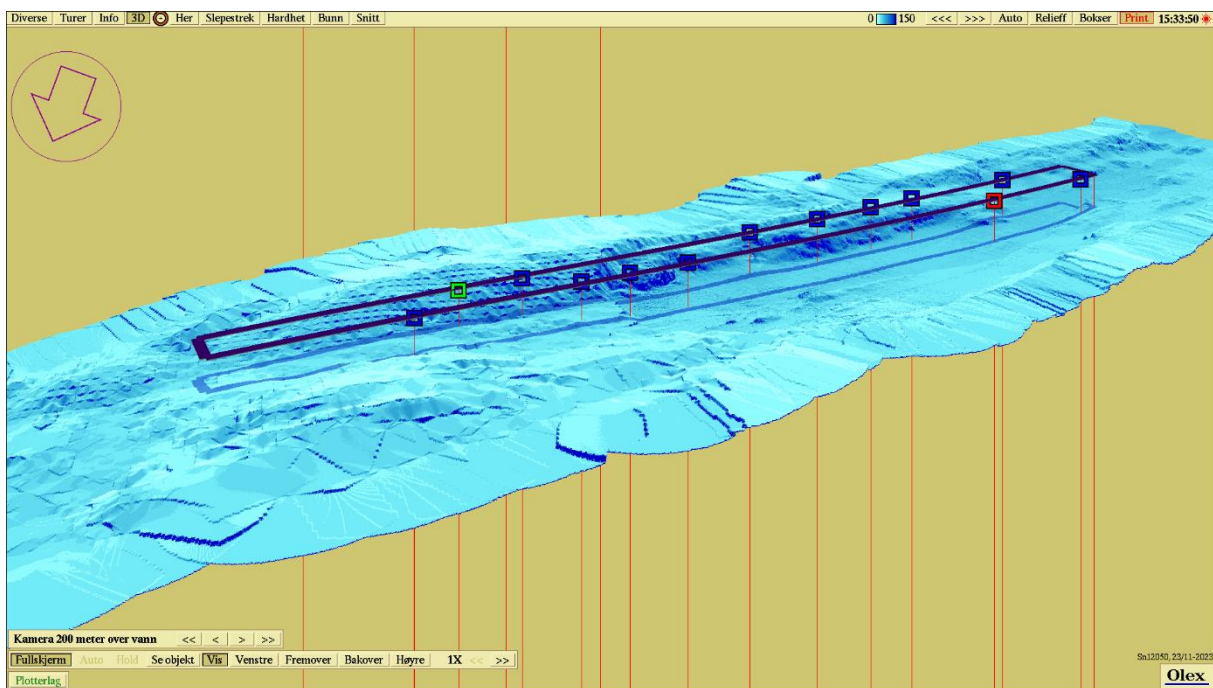 Diverse Turer Info 3D Her Slepestrek Hardhet Bunn Snitt 0 150 <<< >>> Auto Relieff Bokser Print 15:33:50
Kamera 200 meter over vann << < > >>
Fullskjerm Auto Hold Se objekt Vis Venstre Fremover Bakover Høyre 1X << >>
Sn12050, 23/11-2023
Plotterlag Olex